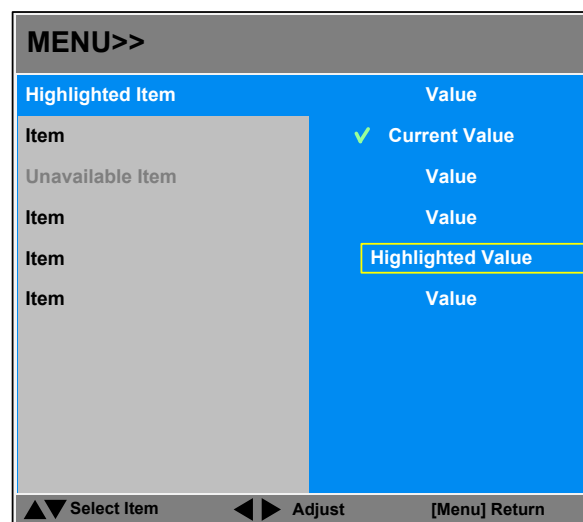 MENU>>
Highlighted Item Value
Item Current Value
Unavailable Item Value
Item Value
Item Highlighted Value
Item Value
Select Item Adjust [Menu] Return